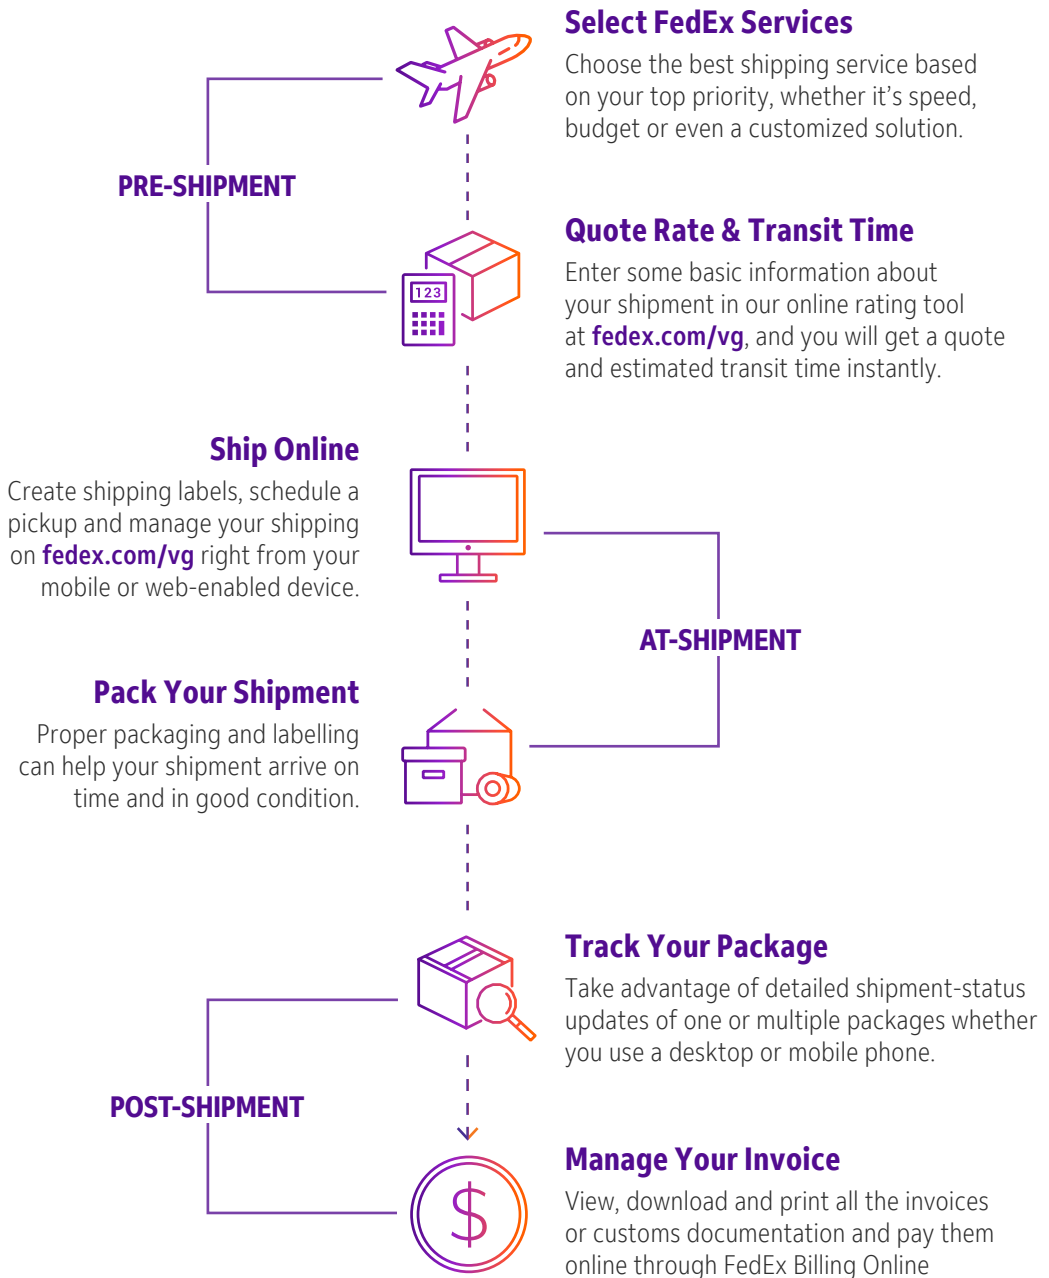 Select FedEx Services
Choose the best shipping service based
on your top priority, whether it’s speed,
budget or even a customized solution.
PRE-SHIPMENT
Quote Rate & Transit Time
Enter some basic information about
your shipment in our online rating tool
at fedex.com/vg, and you will get a quote
and estimated transit time instantly.
123
Ship Online
Create shipping labels, schedule a
pickup and manage your shipping
on fedex.com/vg right from your
mobile or web-enabled device.
AT-SHIPMENT
Pack Your Shipment
Proper packaging and labelling
can help your shipment arrive on
time and in good condition.
Track Your Package
Take advantage of detailed shipment-status
updates of one or multiple packages whether
you use a desktop or mobile phone.
POST-SHIPMENT
Manage Your Invoice
View, download and print all the invoices
or customs documentation and pay them
online through FedEx Billing Online
$